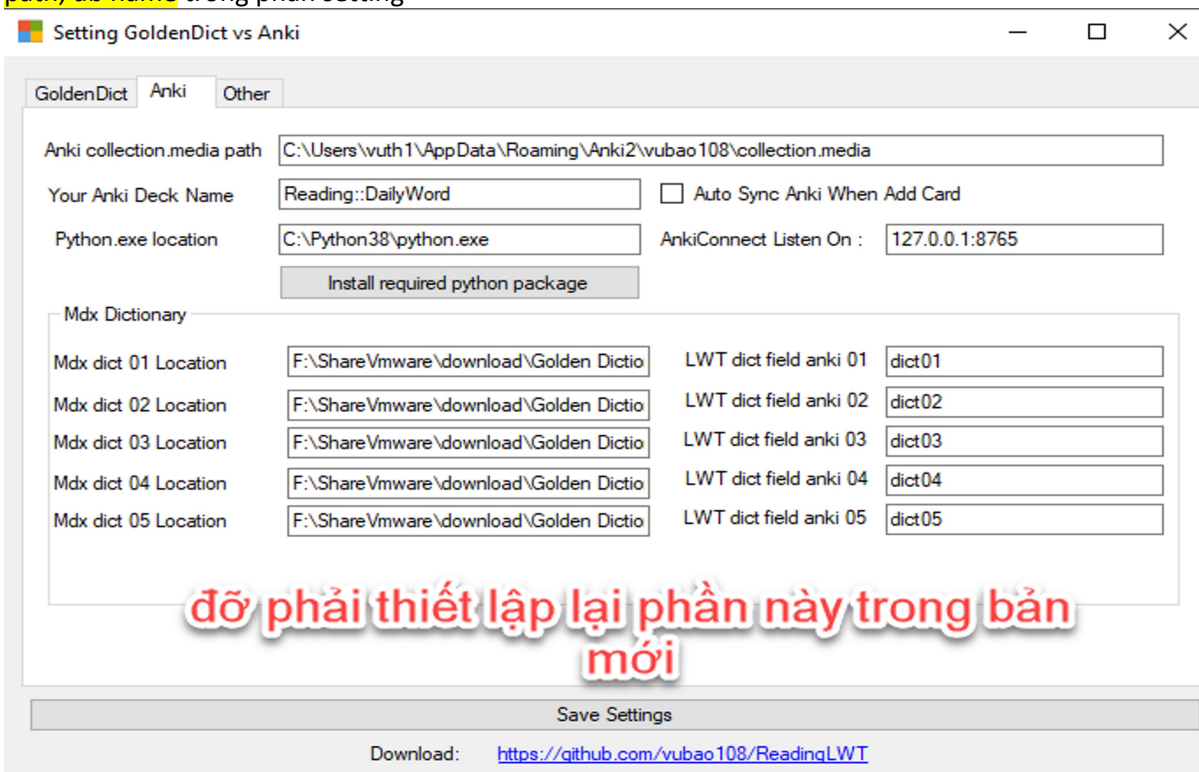 path, db name trong phần setting
Setting GoldenDict vs Anki
GoldenDict Anki Other
Anki collection.media path C:\Users\vuth1\AppData\Roaming\Anki2\vubao108\collection.media
Your Anki Deck Name Reading::DailyWord Auto Sync Anki When Add Card
Python.exe location C:\Python38\python.exe AnkiConnect Listen On : 127.0.0.1:8765
Install required python package
Mdx Dictionary
Mdx dict 01 Location F:\ShareVmware\download\Golden Dictio LWT dict field anki 01 dict01
Mdx dict 02 Location F:\ShareVmware\download\Golden Dictio LWT dict field anki 02 dict02
Mdx dict 03 Location F:\ShareVmware\download\Golden Dictio LWT dict field anki 03 dict03
Mdx dict 04 Location F:\ShareVmware\download\Golden Dictio LWT dict field anki 04 dict04
Mdx dict 05 Location F:\ShareVmware\download\Golden Dictio LWT dict field anki 05 dict05
đỡ phải thiết lập lại phần này trong bản
mới
Save Settings
Download: https://github.com/vubao108/ReadingLWT